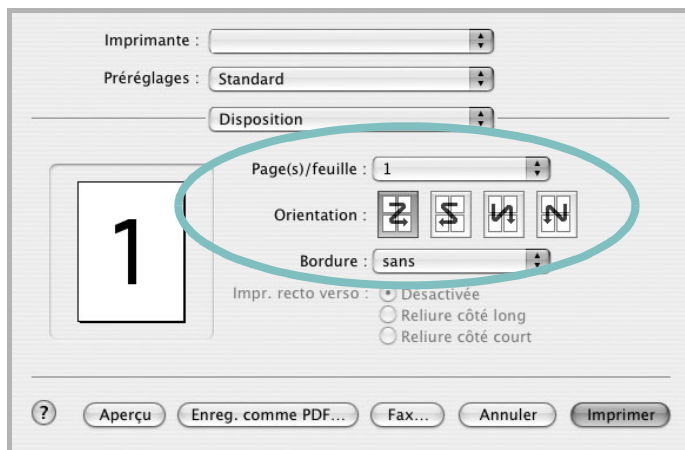 Imprimante :
Préréglages : Standard
Disposition
Page(s)/feuille : 1
1
Orientation :
Bordure : sans
Impr. recto verso : Désactivée
Reliure côté long
Reliure côté court
? Aperçu Enreg. comme PDF... Fax... Annuler Imprimer